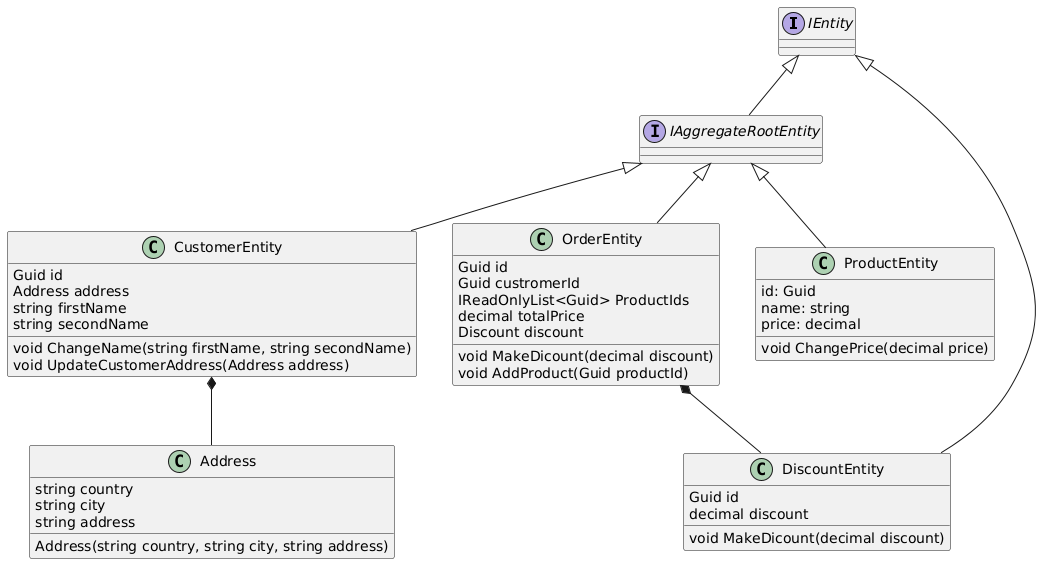 I IEntity
I IAggregateRootEntity
C CustomerEntity
Guid id
Address address
string firstName
string secondName
void ChangeName(string firstName, string secondName)
void UpdateCustomerAddress(Address address)
C OrderEntity
Guid id
Guid custromerId
IReadOnlyList<Guid> ProductIds
decimal totalPrice
Discount discount
void MakeDicount(decimal discount)
void AddProduct(Guid productId)
C ProductEntity
id: Guid
name: string
price: decimal
void ChangePrice(decimal price)
C Address
string country
string city
string address
Address(string country, string city, string address)
C DiscountEntity
Guid id
decimal discount
void MakeDicount(decimal discount)